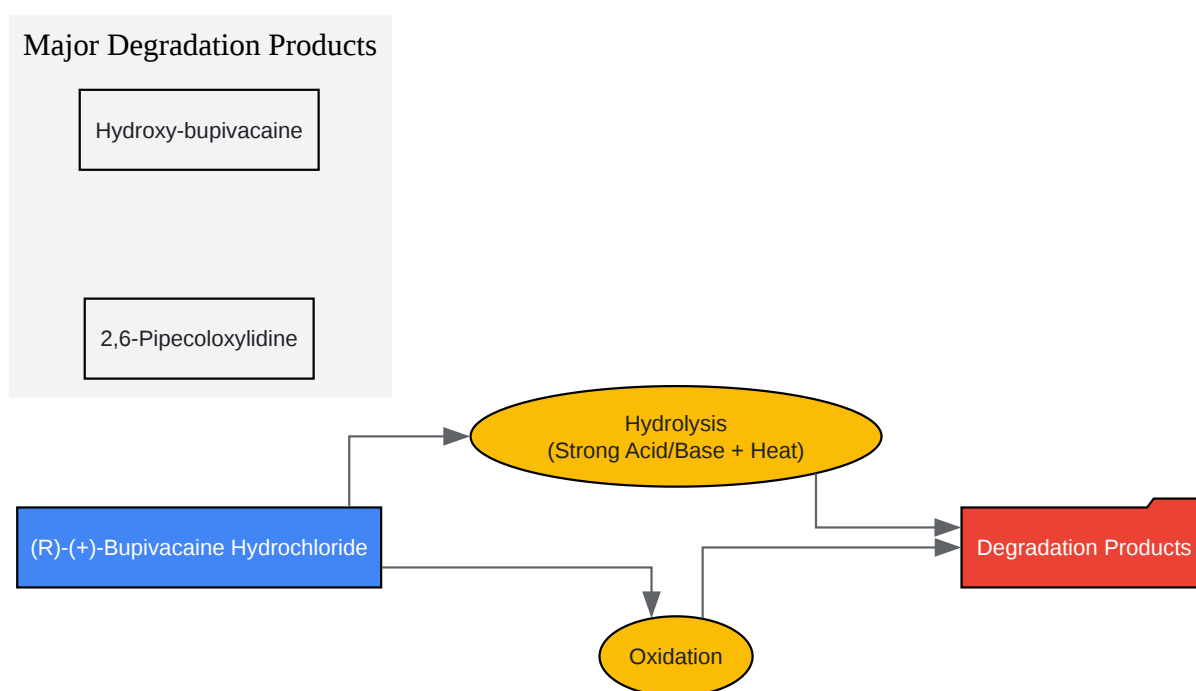 Major Degradation Products
Hydroxy-bupivacaine
2,6-Pipecoloxylidine
Hydrolysis
(Strong Acid/Base + Heat)
(R)-(+)-Bupivacaine Hydrochloride
Degradation Products
Oxidation